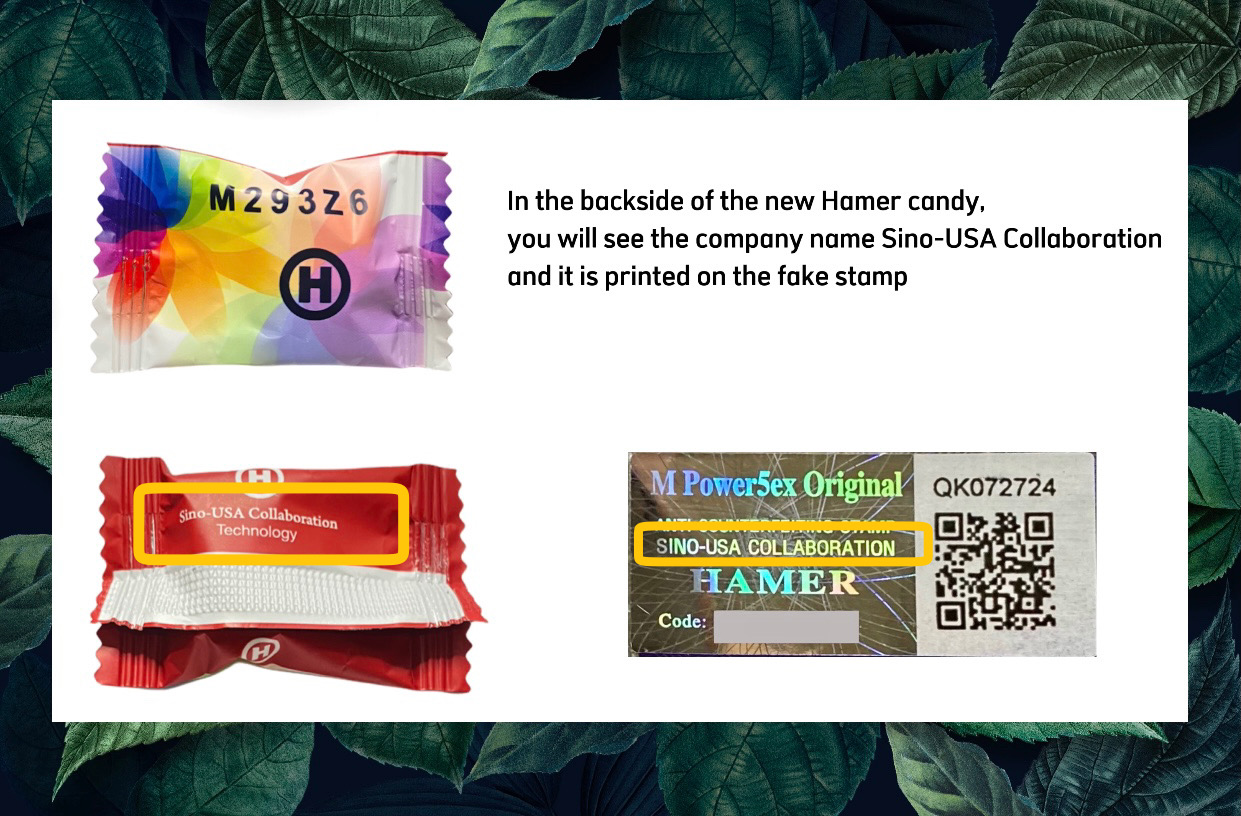 M293Z6
H
In the backside of the new Hamer candy,
you will see the company name Sino-USA Collaboration
and it is printed on the fake stamp
H
Sino-USA Collaboration
Technology
H
M Power5ex Original
QK072724
ANTI-COUNTERFEITING STAMP
SINO-USA COLLABORATION
HAMER
Code: